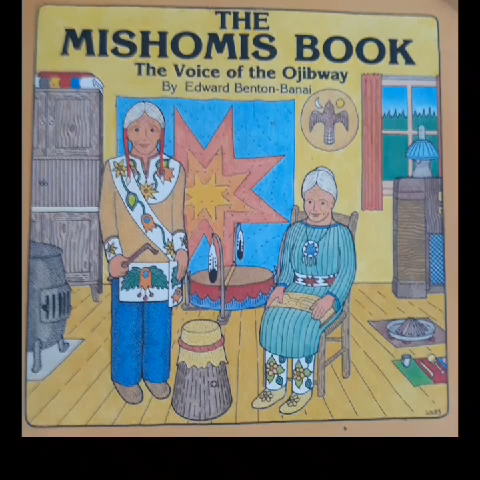 THE
MISHOMIS BOOK
The Voice of the Ojibway
By Edward Benton-Banai